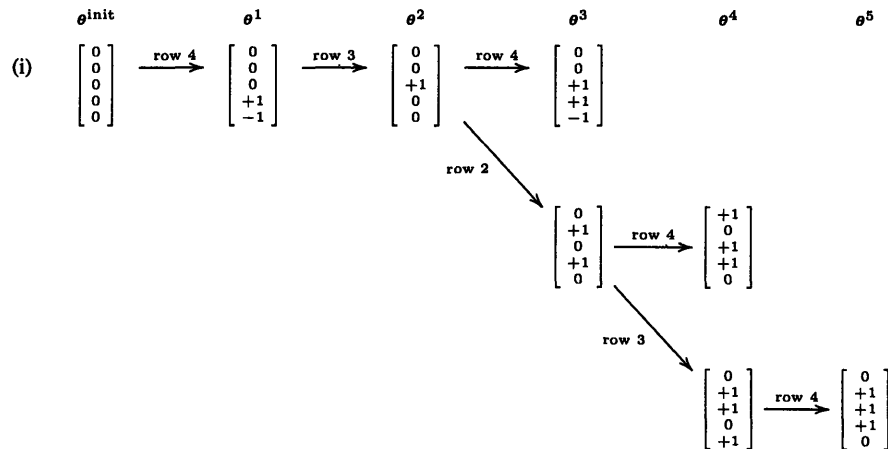 θ^init θ^1 θ^2 θ^3 θ^4 θ^5
(i)
[0 0 0 0 0]
row 4
[0 0 0 +1 −1]
row 3
[0 0 +1 0 0]
row 4
[0 0 +1 +1 −1]
row 2
[0 +1 0 +1 0]
row 4
[+1 0 +1 +1 0]
row 3
[0 +1 +1 0 +1]
row 4
[0 +1 +1 +1 0]